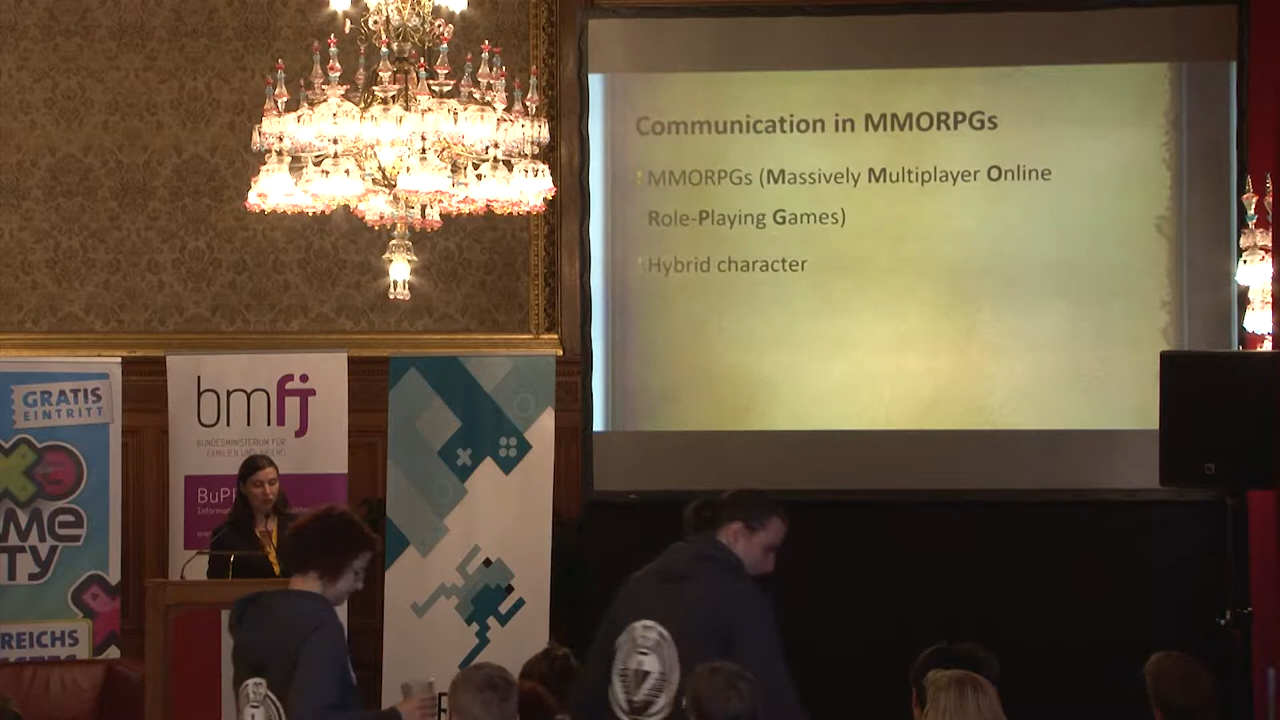 Communication in MMORPGs
MMORPGs (Massively Multiplayer Online
Role-Playing Games)
Hybrid character
GRATIS
EINTRITT
bmfj
BUNDESMINISTERIUM FÜR
FAMILIEN UND JUGEND
BuPP
REICHS